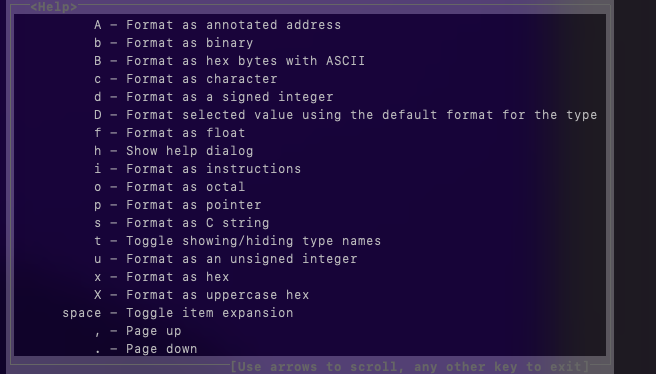 <Help>
A – Format as annotated address
b – Format as binary
B – Format as hex bytes with ASCII
c – Format as character
d – Format as a signed integer
D – Format selected value using the default format for the type
f – Format as float
h – Show help dialog
i – Format as instructions
o – Format as octal
p – Format as pointer
s – Format as C string
t – Toggle showing/hiding type names
u – Format as an unsigned integer
x – Format as hex
X – Format as uppercase hex
space – Toggle item expansion
, – Page up
. – Page down
[Use arrows to scroll, any other key to exit]